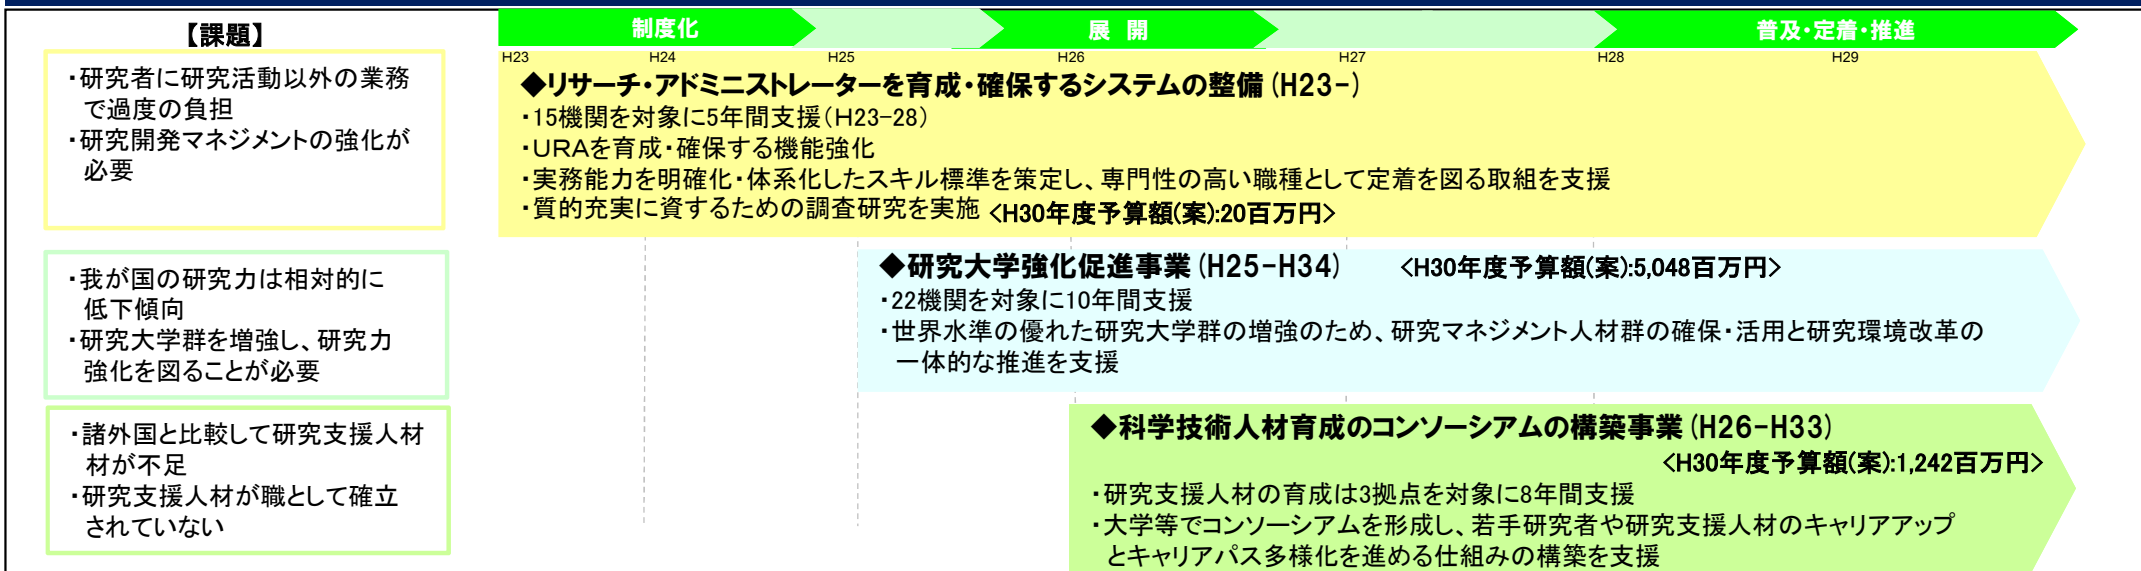 【課題】
制度化
展 開
普及・定着・推進
H23
H24
H25
H26
H27
H28
H29
・研究者に研究活動以外の業務
で過度の負担
・研究開発マネジメントの強化が
必要
◆リサーチ・アドミニストレーターを育成・確保するシステムの整備(H23-)
・15機関を対象に5年間支援(H23-28)
・URAを育成・確保する機能強化
・実務能力を明確化・体系化したスキル標準を策定し、専門性の高い職種として定着を図る取組を支援
・質的充実に資するための調査研究を実施 <H30年度予算額(案):20百万円>
・我が国の研究力は相対的に
低下傾向
・研究大学群を増強し、研究力
強化を図ることが必要
◆研究大学強化促進事業(H25-H34) <H30年度予算額(案):5,048百万円>
・22機関を対象に10年間支援
・世界水準の優れた研究大学群の増強のため、研究マネジメント人材群の確保・活用と研究環境改革の
一体的な推進を支援
・諸外国と比較して研究支援人材
材が不足
・研究支援人材が職として確立
されていない
◆科学技術人材育成のコンソーシアムの構築事業(H26-H33)
<H30年度予算額(案):1,242百万円>
・研究支援人材の育成は3拠点を対象に8年間支援
・大学等でコンソーシアムを形成し、若手研究者や研究支援人材のキャリアアップ
とキャリアパス多様化を進める仕組みの構築を支援